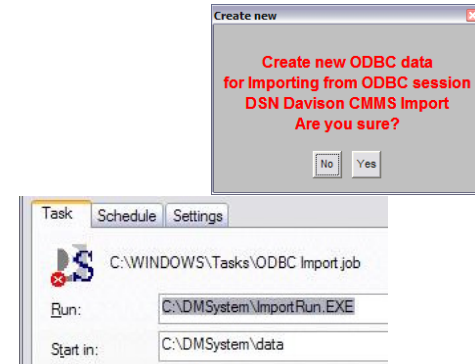 Create new
Create new ODBC data
for Importing from ODBC session
DSN Davison CMMS Import
Are you sure?
No Yes
Task Schedule Settings
C:\WINDOWS\Tasks\ODBC Import.job
Run: C:\DMSystem\ImportRun.EXE
Start in: C:\DMSystem\data